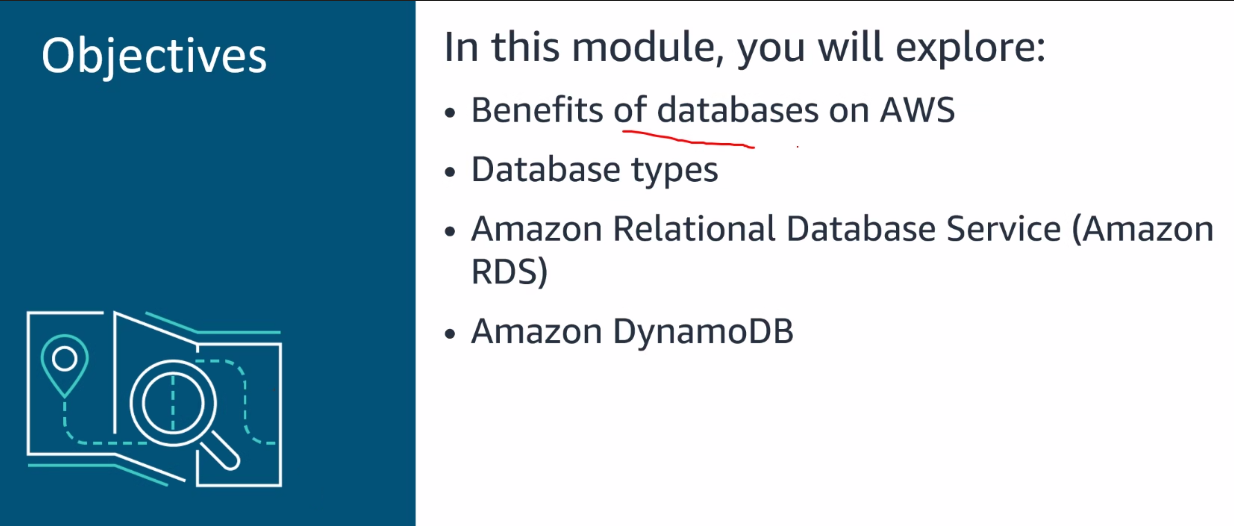 Objectives
In this module, you will explore:
• Benefits of databases on AWS
• Database types
• Amazon Relational Database Service (Amazon
RDS)
• Amazon DynamoDB